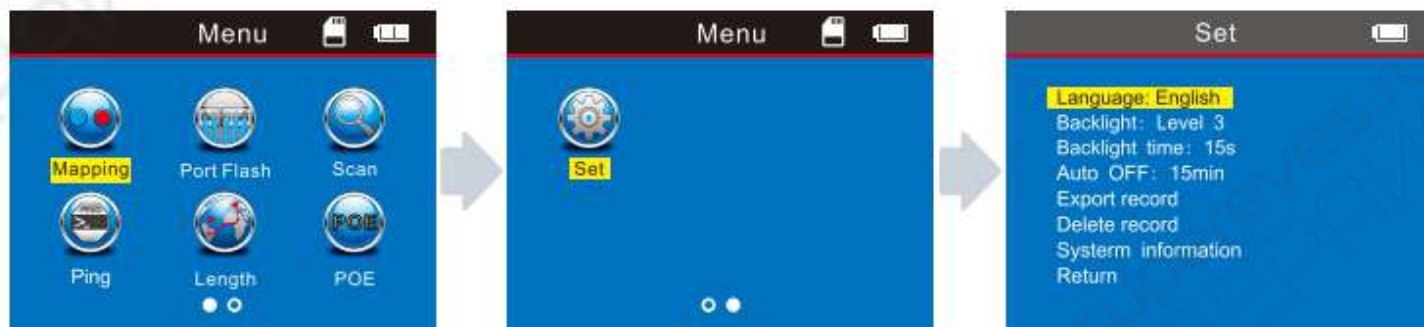 Menu
Mapping
Port Flash
Scan
POE
Ping
Length
POE
Menu
Set
Set
Language: English
Backlight: Level 3
Backlight time: 15s
Auto OFF: 15min
Export record
Delete record
Systerm information
Return